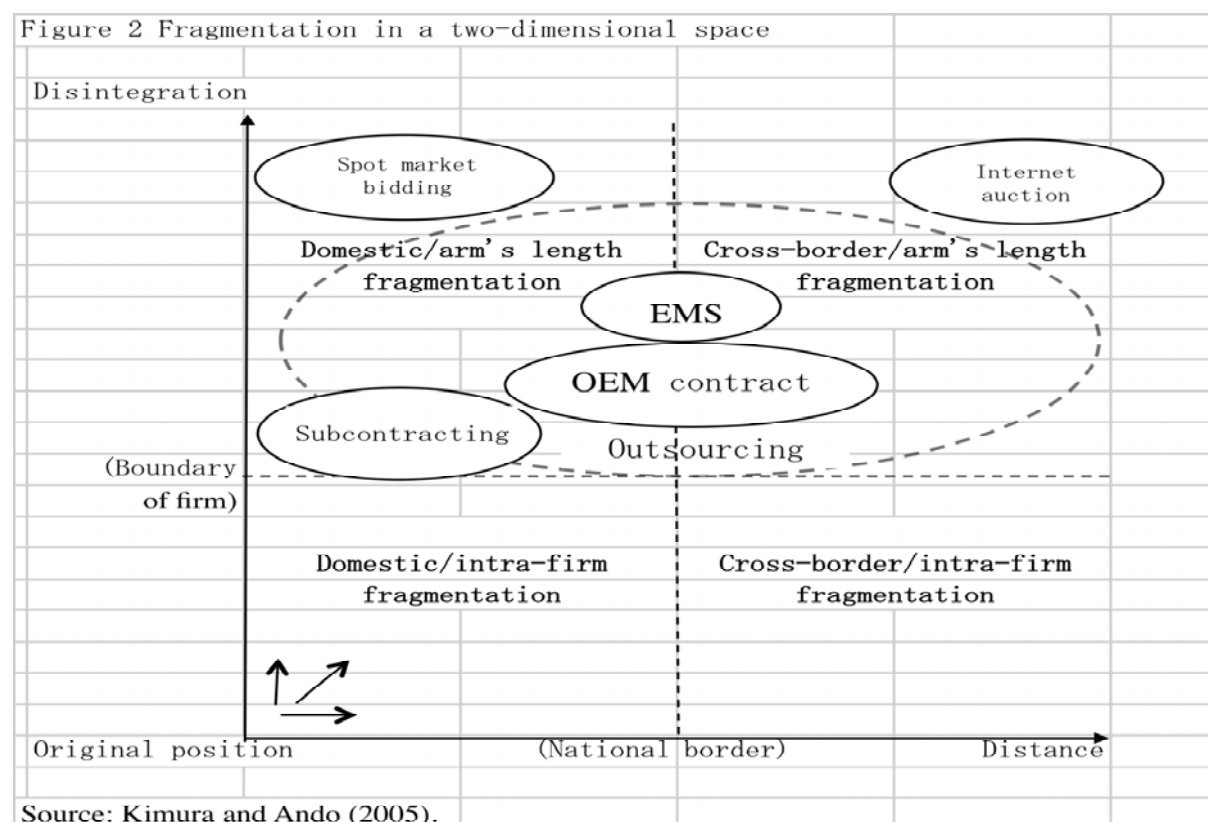 Figure 2 Fragmentation in a two-dimensional space
Disintegration
Spot market
bidding
Internet
auction
Domestic/arm's length
fragmentation
Cross-border/arm's length
fragmentation
EMS
OEM contract
Subcontracting
Outsourcing
(Boundary
of firm)
Domestic/intra-firm
fragmentation
Cross-border/intra-firm
fragmentation
Original position
(National border)
Distance
Source: Kimura and Ando (2005).